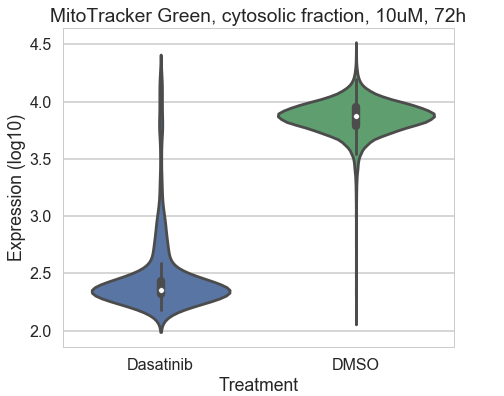 MitoTracker Green, cytosolic fraction, 10uM, 72h
Expression (log10)
4.5
4.0
3.5
3.0
2.5
2.0
Dasatinib DMSO
Treatment